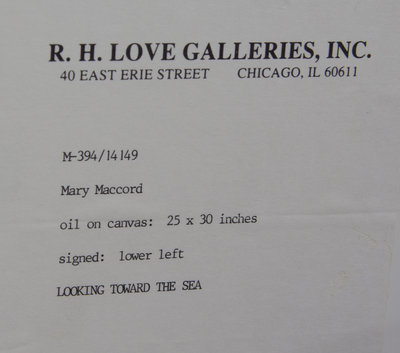 R. H. LOVE GALLERIES, INC.
40 EAST ERIE STREET CHICAGO, IL 60611
M-394/14149
Mary Maccord
oil on canvas: 25 x 30 inches
signed: lower left
LOOKING TOWARD THE SEA